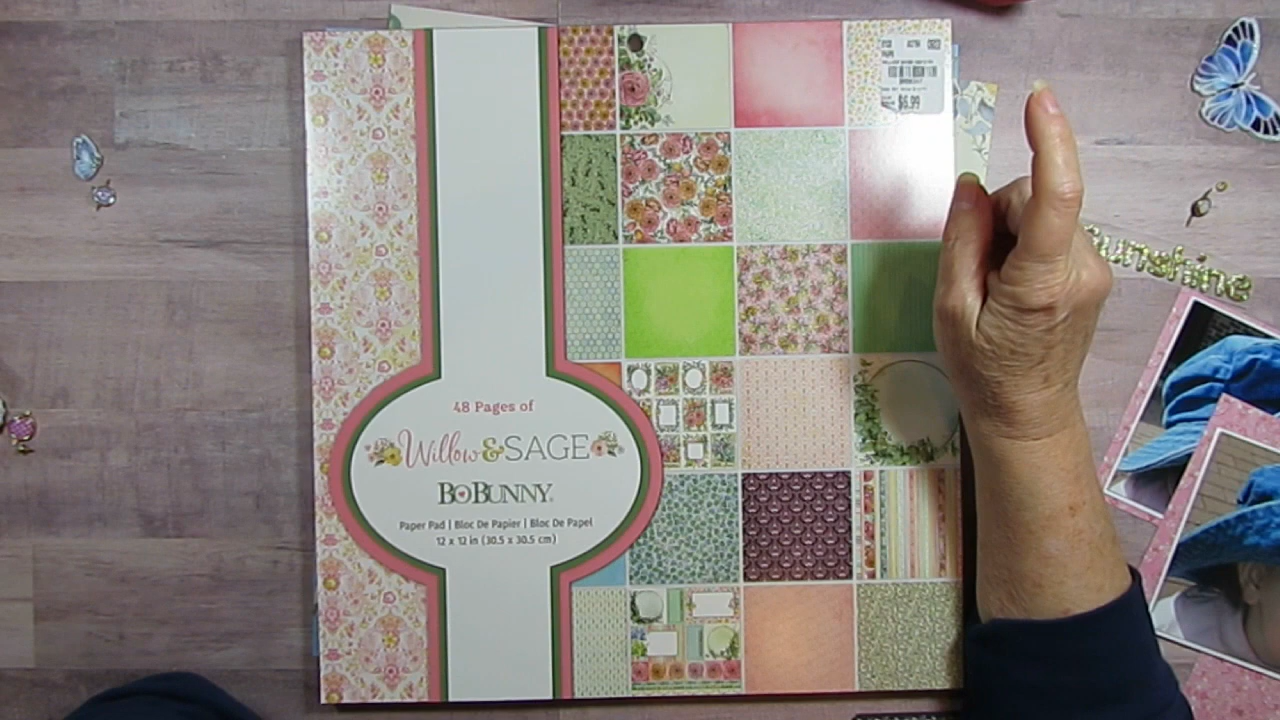 $6.99
sunshine
48 Pages of
Willow & SAGE
BOBUNNY®
Paper Pad | Bloc De Papier | Bloc De Papel
12 x 12 in (30.5 x 30.5 cm)